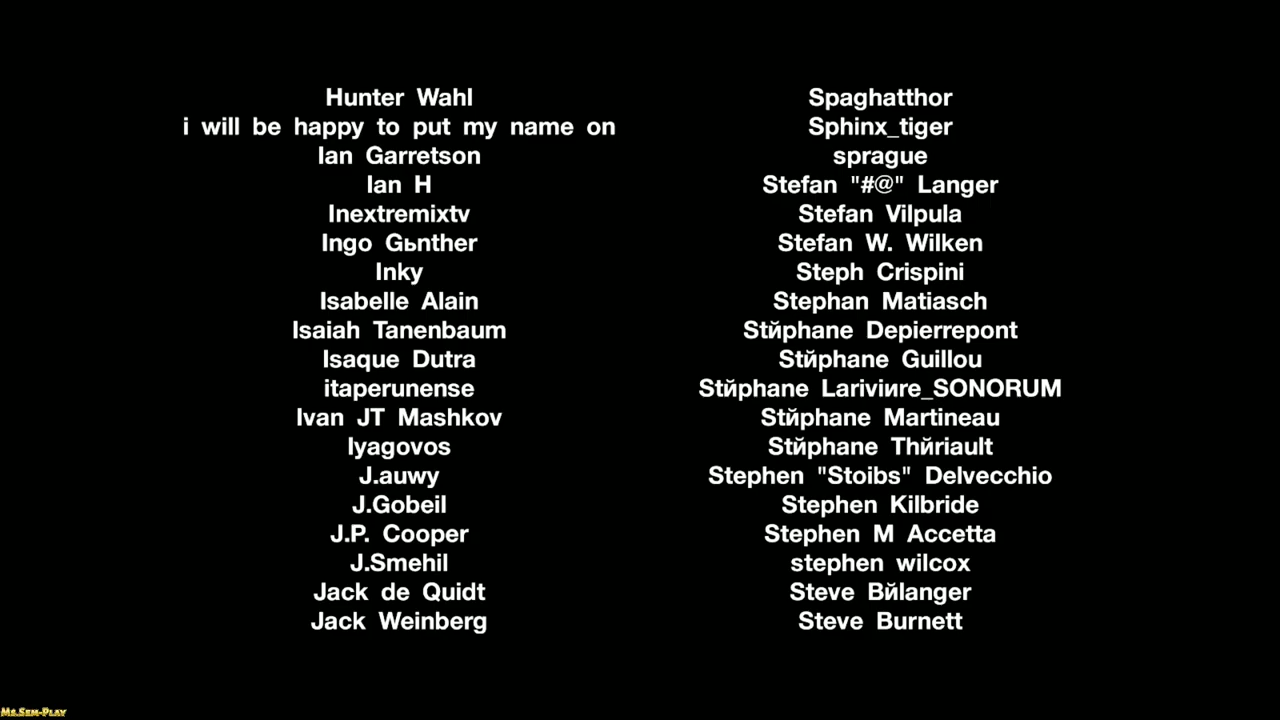 Hunter Wahl
i will be happy to put my name on
Ian Garretson
Ian H
Inextremixtv
Ingo Gьnther
Inky
Isabelle Alain
Isaiah Tanenbaum
Isaque Dutra
itaperunense
Ivan JT Mashkov
Iyagovos
J.auwy
J.Gobeil
J.P. Cooper
J.Smehil
Jack de Quidt
Jack Weinberg
Spaghatthor
Sphinx_tiger
sprague
Stefan "#@" Langer
Stefan Vilpula
Stefan W. Wilken
Steph Crispini
Stephan Matiasch
Stйphane Depierrepont
Stйphane Guillou
Stйphane Lariviиre_SONORUM
Stйphane Martineau
Stйphane Thйriault
Stephen "Stoibs" Delvecchio
Stephen Kilbride
Stephen M Accetta
stephen wilcox
Steve Bйlanger
Steve Burnett
Ms.Sem-Play